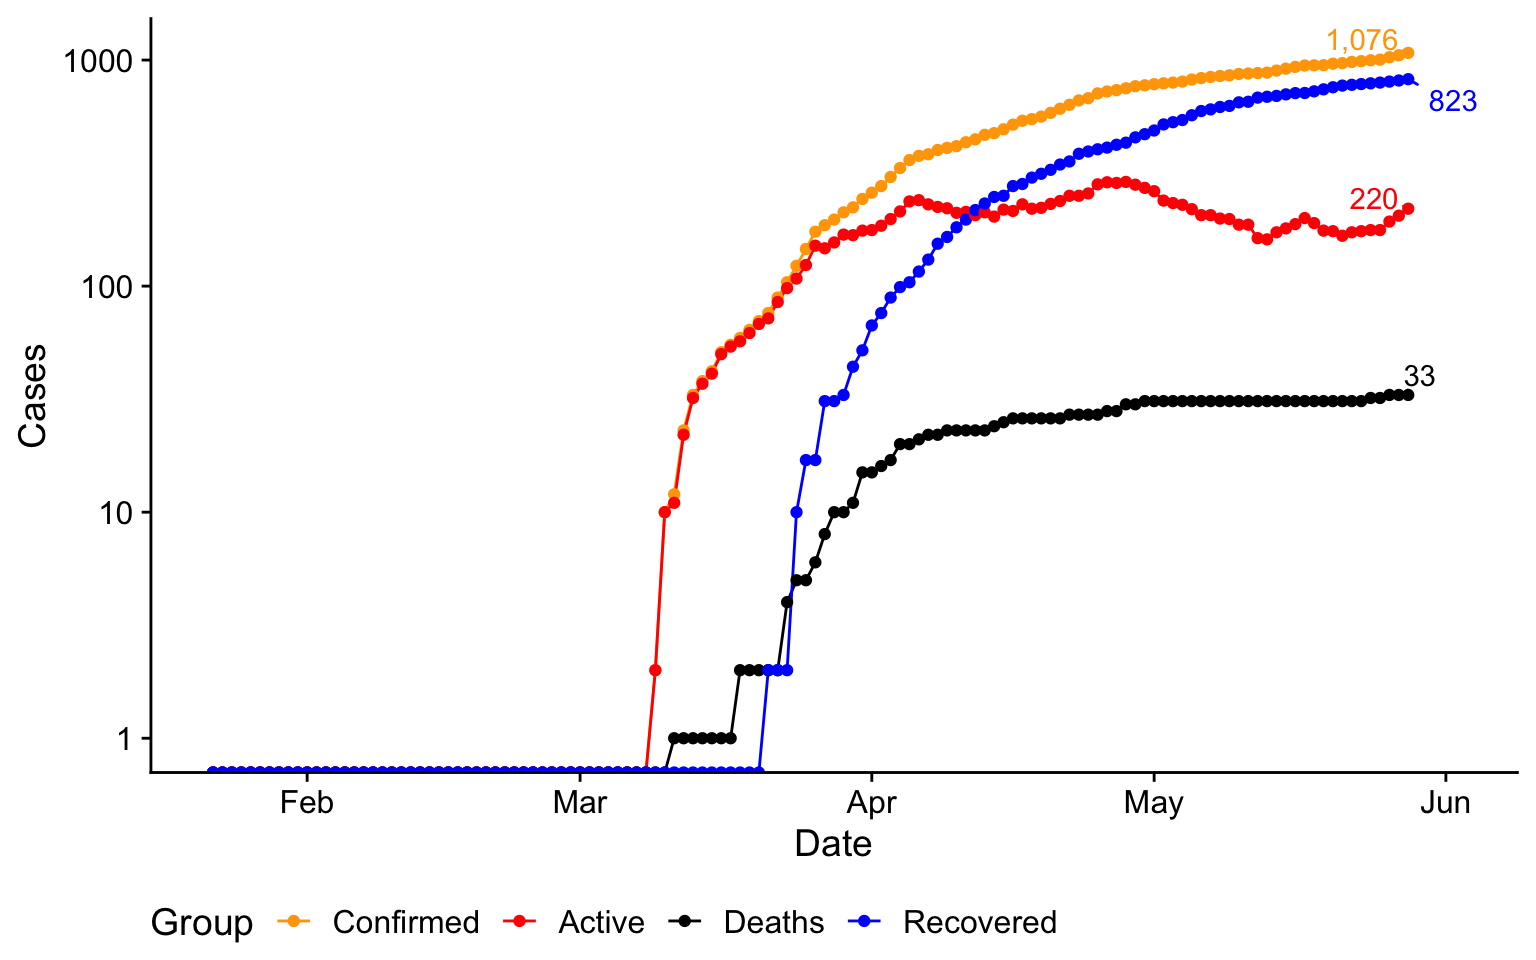 1,076
1000
823
220
100
33
10
1
Cases
Feb Mar Apr May Jun
Date
Group Confirmed Active Deaths Recovered